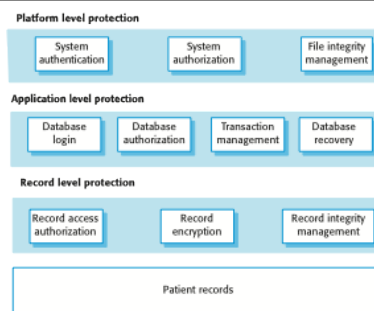 Platform level protection
System
authentication
System
authorization
File integrity
management
Application level protection
Database
login
Database
authorization
Transaction
management
Database
recovery
Record level protection
Record access
authorization
Record
encryption
Record integrity
management
Patient records